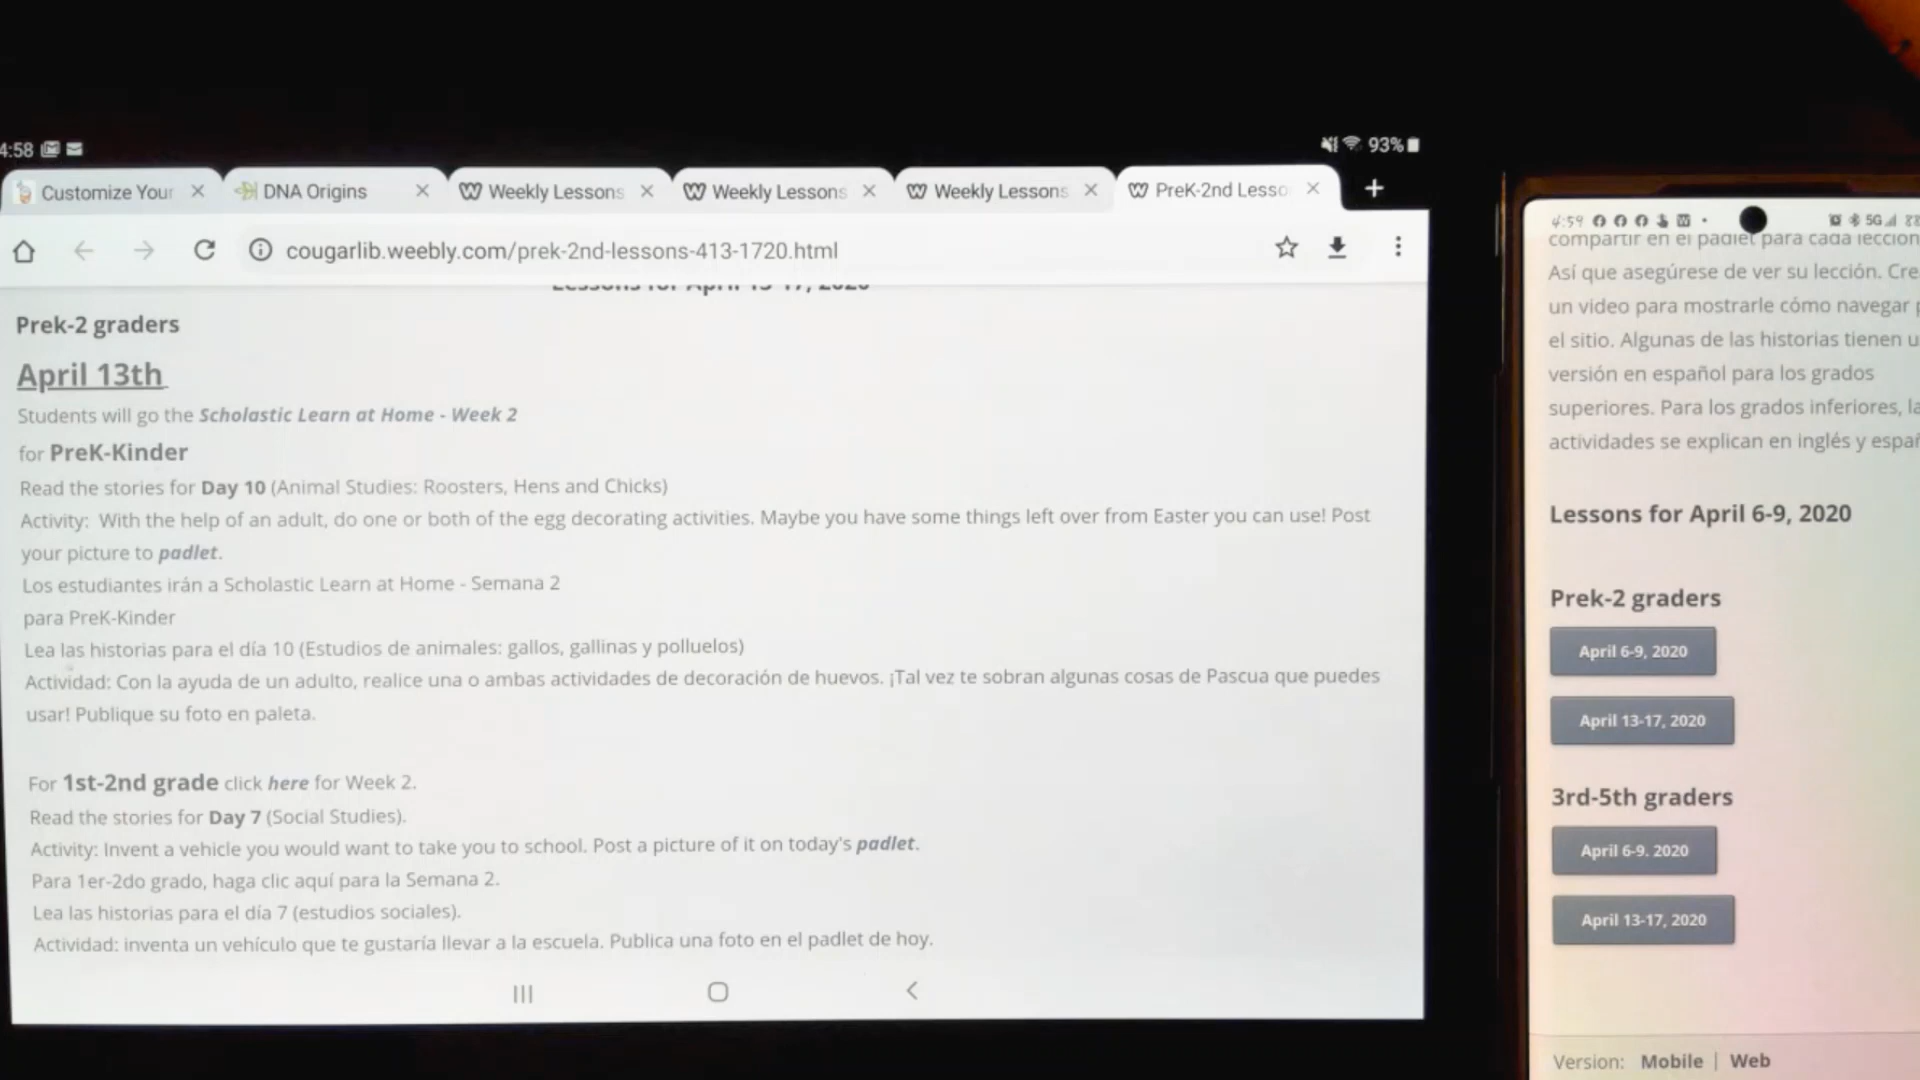 4:58
93%
Customize Your
DNA Origins
Weekly Lessons
Weekly Lessons
Weekly Lessons
PreK-2nd Lesso
cougarlib.weebly.com/prek-2nd-lessons-413-1720.html
Lessons for April 13-17, 2020
Prek-2 graders
April 13th
Students will go the Scholastic Learn at Home - Week 2
for PreK-Kinder
Read the stories for Day 10 (Animal Studies: Roosters, Hens and Chicks)
Activity: With the help of an adult, do one or both of the egg decorating activities. Maybe you have some things left over from Easter you can use! Post
your picture to padlet.
Los estudiantes irán a Scholastic Learn at Home - Semana 2
para PreK-Kinder
Lea las historias para el día 10 (Estudios de animales: gallos, gallinas y polluelos)
Actividad: Con la ayuda de un adulto, realice una o ambas actividades de decoración de huevos. ¡Tal vez te sobran algunas cosas de Pascua que puedes
usar! Publique su foto en paleta.
For 1st-2nd grade click here for Week 2.
Read the stories for Day 7 (Social Studies).
Activity: Invent a vehicle you would want to take you to school. Post a picture of it on today's padlet.
Para 1er-2do grado, haga clic aquí para la Semana 2.
Lea las historias para el día 7 (estudios sociales).
Actividad: inventa un vehículo que te gustaría llevar a la escuela. Publica una foto en el padlet de hoy.
4:59
5G
compartir en el padlet para cada lección
Así que asegúrese de ver su lección. Cre
un video para mostrarle cómo navegar p
el sitio. Algunas de las historias tienen u
versión en español para los grados
superiores. Para los grados inferiores, la
actividades se explican en inglés y españ
Lessons for April 6-9, 2020
Prek-2 graders
April 6-9, 2020
April 13-17, 2020
3rd-5th graders
April 6-9. 2020
April 13-17, 2020
Version: Mobile | Web